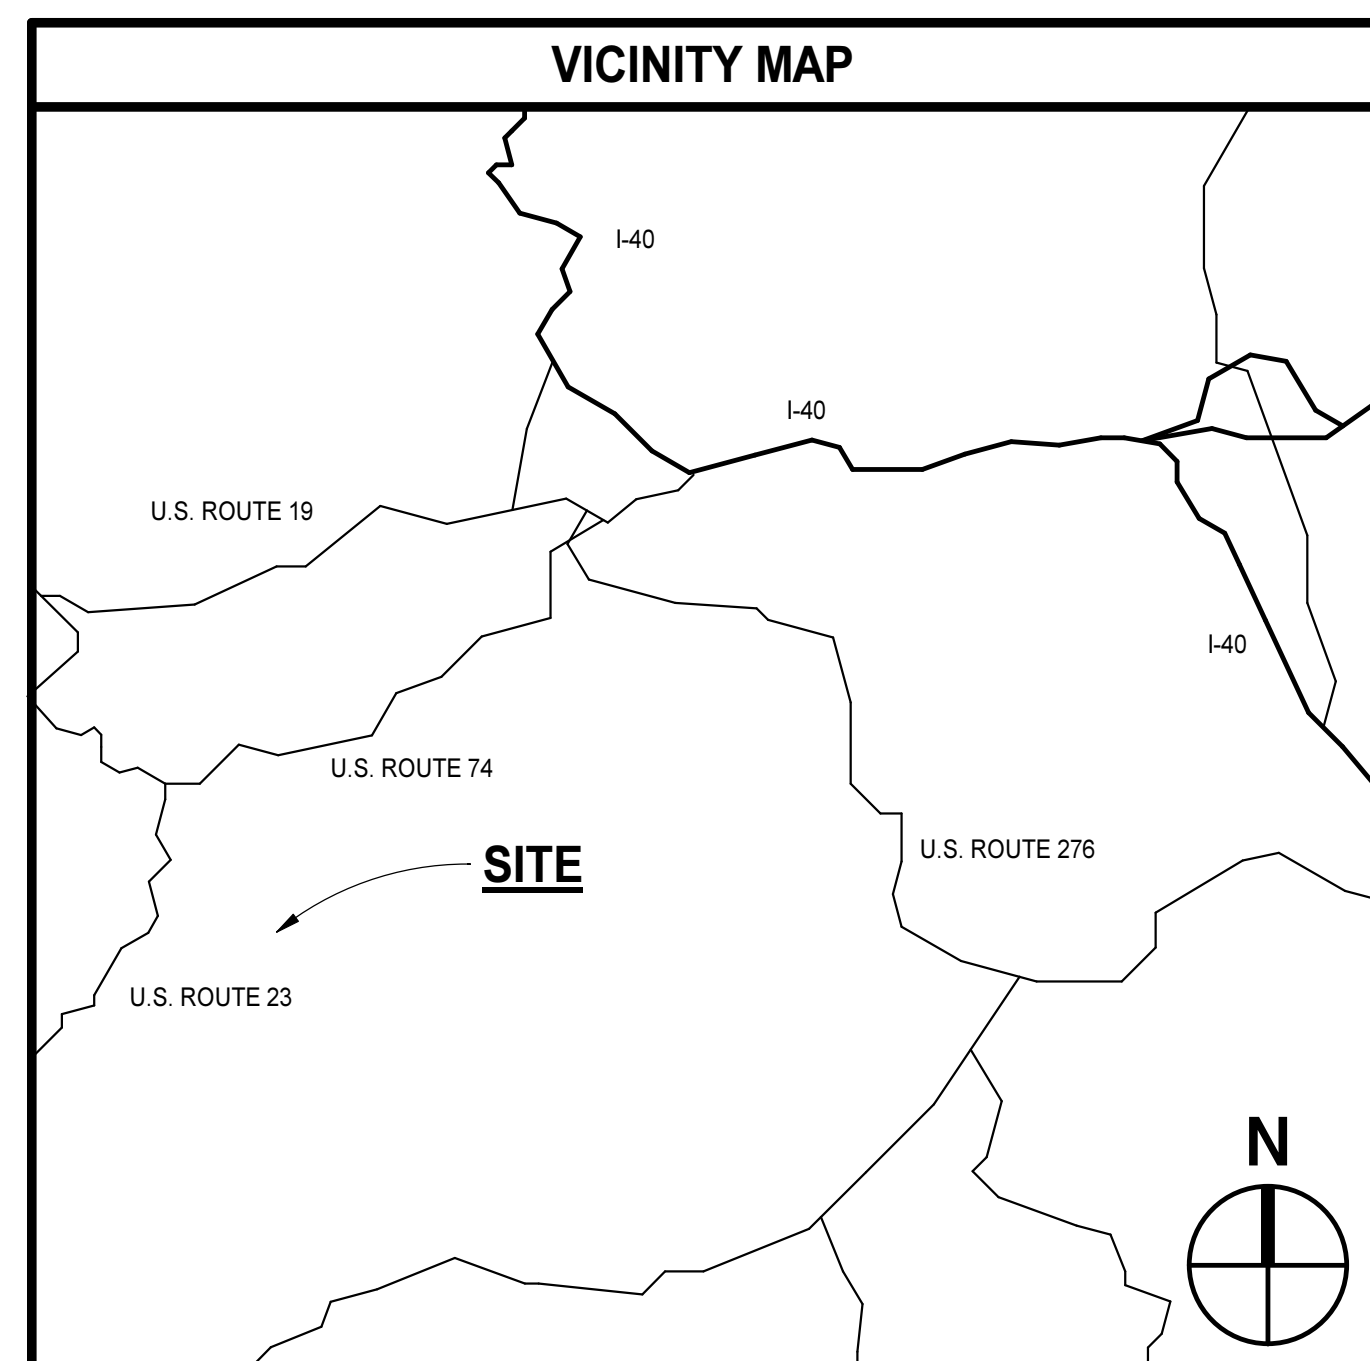 VICINITY MAP
I-40
I-40
U.S. ROUTE 19
I-40
U.S. ROUTE 74
U.S. ROUTE 276
SITE
U.S. ROUTE 23
N